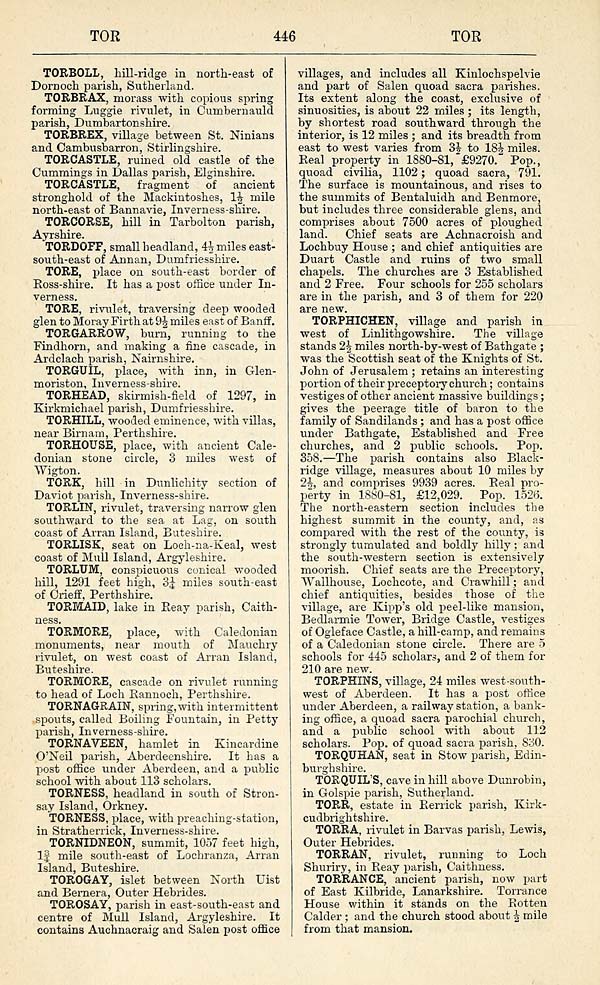 TOR 446 TOR
TORBOLL, hill-ridge in north-east of
Dornoch parish, Sutherland.
TORBRAX, morass with copious spring
forming Luggie rivulet, in Cumbernauld
parish, Dumbartonshire.
TORBREX, village between St. Ninians
and Cambusbarron, Stirlingshire.
TORCASTLE, ruined old castle of the
Cummings in Dallas parish, Elginshire.
TORCASTLE, fragment of ancient
stronghold of the Mackintoshes, 1½ mile
north-east of Bannavie, Inverness-shire.
TORCORSE, hill in Tarbolton parish,
Ayrshire.
TORDOFF, small headland, 4½ miles east-
south-east of Annan, Dumfriesshire.
TORE, place on south-east border of
Ross-shire. It has a post office under In-
verness.
TORE, rivulet, traversing deep wooded
glen to Moray Firth at 9½ miles east of Banff.
TORGARROW, burn, running to the
Findhorn, and making a fine cascade, in
Ardclach parish, Nairnshire.
TORGUIL, place, with inn, in Glen-
moriston, Inverness-shire.
TORHEAD, skirmish-field of 1297, in
Kirkmichael parish, Dumfriesshire.
TORHILL, wooded eminence, with villas,
near Birnam, Perthshire.
TORHOUSE, place, with ancient Cale-
donian stone circle, 3 miles west of
Wigton.
TORK, hill in Dunlichity section of
Daviot parish, Inverness-shire.
TORLIN, rivulet, traversing narrow glen
southward to the sea at Lag, on south
coast of Arran Island, Buteshire.
TORLISK, seat on Loch-na-Keal, west
coast of Mull Island, Argyleshire.
TORLUM, conspicuous conical wooded
hill, 1291 feet high, 3¼ miles south-east
of Crieff, Perthshire.
TORMAID, lake in Reay parish, Caith-
ness.
TORMORE, place, with Caledonian
monuments, near mouth of Mauchry
rivulet, on west coast of Arran Island,
Buteshire.
TORMORE, cascade on rivulet running
to head of Loch Rannoch, Perthshire.
TORNAGRAIN, spring, with intermittent
spouts, called Boiling Fountain, in Petty
parish, Inverness-shire.
TORNAVEEN, hamlet in Kincardine
O'Neil parish, Aberdeenshire. It has a
post office under Aberdeen, and a public
school with about 113 scholars.
TORNESS, headland in south of Stron-
say Island, Orkney.
TORNESS, place, with preaching-station,
in Stratherrick, Inverness-shire.
TORNIDNEON, summit, 1057 feet high,
1¾ mile south-east of Lochranza, Arran
Island, Buteshire.
TOROGAY, islet between North Uist
and Bernera, Outer Hebrides.
TOROSAY, parish in east-south-east and
centre of Mull Island, Argyleshire. It
contains Auchnacraig and Salen post office
villages, and includes all Kinlochspelvie
and part of Salen quoad sacra parishes.
Its extent along the coast, exclusive of
sinuosities, is about 22 miles; its length,
by shortest road southward through the
interior, is 12 miles; and its breadth from
east to west varies from 3½ to 18½ miles.
Real property in 1880-81, £9270. Pop.,
quoad civilia, 1102; quoad sacra, 791.
The surface is mountainous, and rises to
the summits of Bentaluidh and Benmore,
but includes three considerable glens, and
comprises about 7500 acres of ploughed
land. Chief seats are Achnacroish and
Lochbuy House; and chief antiquities are
Duart Castle and ruins of two small
chapels. The churches are 3 Established
and 2 Free. Four schools for 255 scholars
are in the parish, and 3 of them for 220
are new.
TORPHICHEN, village and parish in
west of Linlithgowshire. The village
stands 2½ miles north-by-west of Bathgate;
was the Scottish seat of the Knights of St.
John of Jerusalem; retains an interesting
portion of their preceptory church; contains
vestiges of other ancient massive buildings;
gives the peerage title of baron to the
family of Sandilands; and has a post office
under Bathgate, Established and Free
churches, and 2 public schools. Pop.
358.—The parish contains also Black-
ridge village, measures about 10 miles by
2½, and comprises 9939 acres. Real pro-
perty in 1880-81, £12,029. Pop. 1526.
The north-eastern section includes the
highest summit in the county, and, as
compared with the rest of the county, is
strongly tumulated and boldly hilly; and
the south-western section is extensively
moorish. Chief seats are the Preceptory,
Wallhouse, Lochcote, and Crawhill; and
chief antiquities, besides those of the
village, are Kipp's old peel-like mansion,
Bedlarmie Tower, Bridge Castle, vestiges
of Ogleface Castle, a hill-camp, and remains
of a Caledonian stone circle. There are 5
schools for 445 scholars, and 2 of them for
210 are new.
TORPHINS, village, 24 miles west-south-
west of Aberdeen. It has a post office
under Aberdeen, a railway station, a bank-
ing office, a quoad sacra parochial church,
and a public school with about 112
scholars. Pop. of quoad sacra parish, 830.
TORQUHAN, seat in Stow parish, Edin-
burghshire.
TORQUIL'S, cave in hill above Dunrobin,
in Golspie parish, Sutherland.
TORR, estate in Rerrick parish, Kirk-
cudbrightshire.
TORRA, rivulet in Barvas parish, Lewis,
Outer Hebrides.
TORRAN, rivulet, running to Loch
Shuriry, in Reay parish, Caithness.
TORRANCE, ancient parish, now part
of East Kilbride, Lanarkshire. Torrance
House within it stands on the Rotten
Calder; and the church stood about ½ mile
from that mansion.